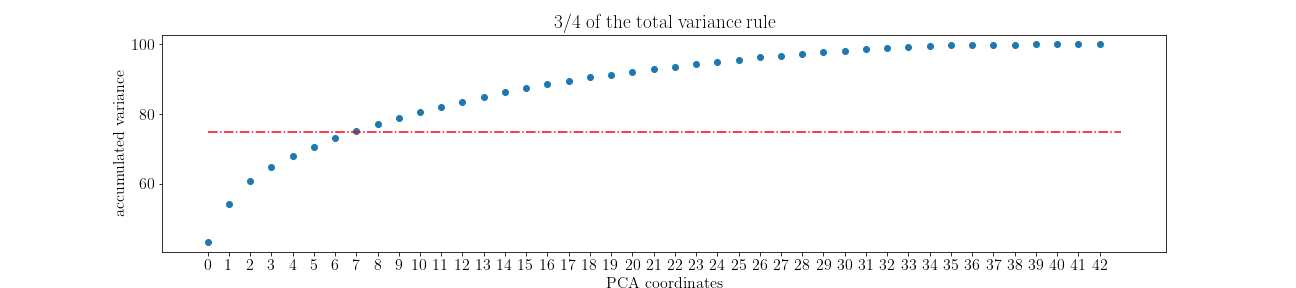 3/4 of the total variance rule
accumulated variance
100
80
60
0 1 2 3 4 5 6 7 8 9 10 11 12 13 14 15 16 17 18 19 20 21 22 23 24 25 26 27 28 29 30 31 32 33 34 35 36 37 38 39 40 41 42
PCA coordinates